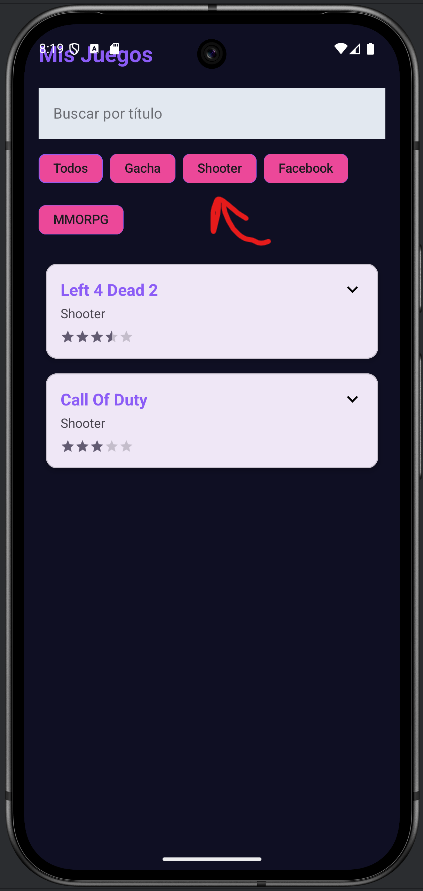 8:19
Mis Juegos
Buscar por título
Todos Gacha Shooter Facebook
MMORPG
Left 4 Dead 2
Shooter
Call Of Duty
Shooter